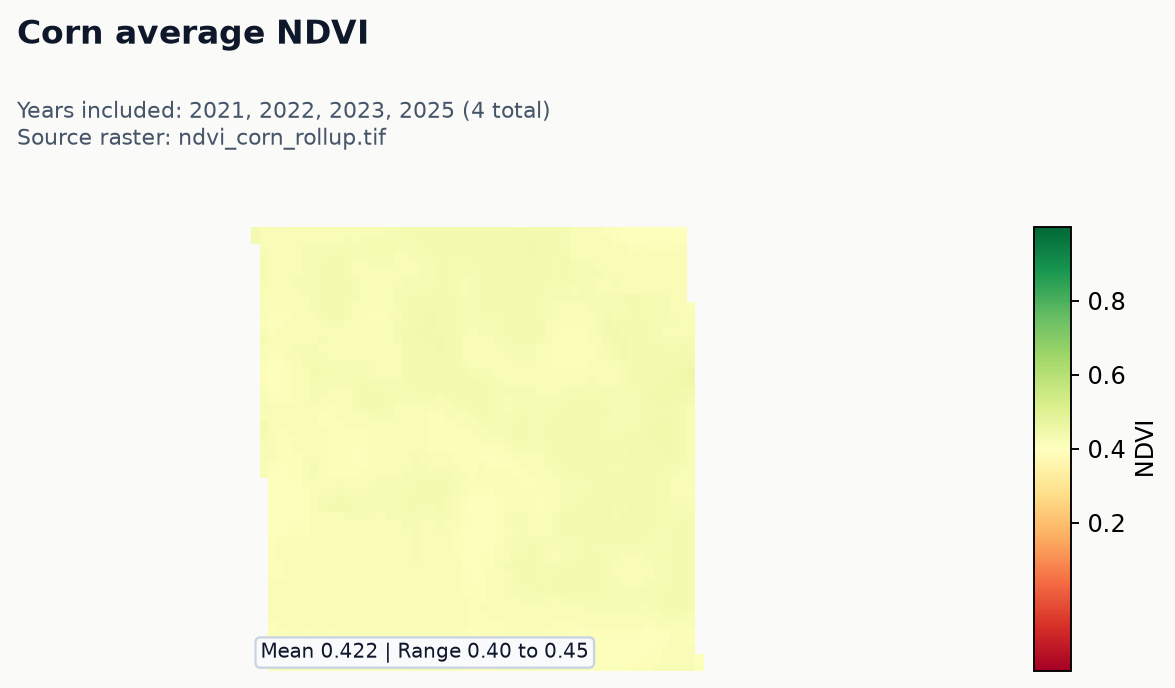 Corn average NDVI
Years included: 2021, 2022, 2023, 2025 (4 total)
Source raster: ndvi_corn_rollup.tif
0.8
0.6
0.4
0.2
NDVI
Mean 0.422 | Range 0.40 to 0.45